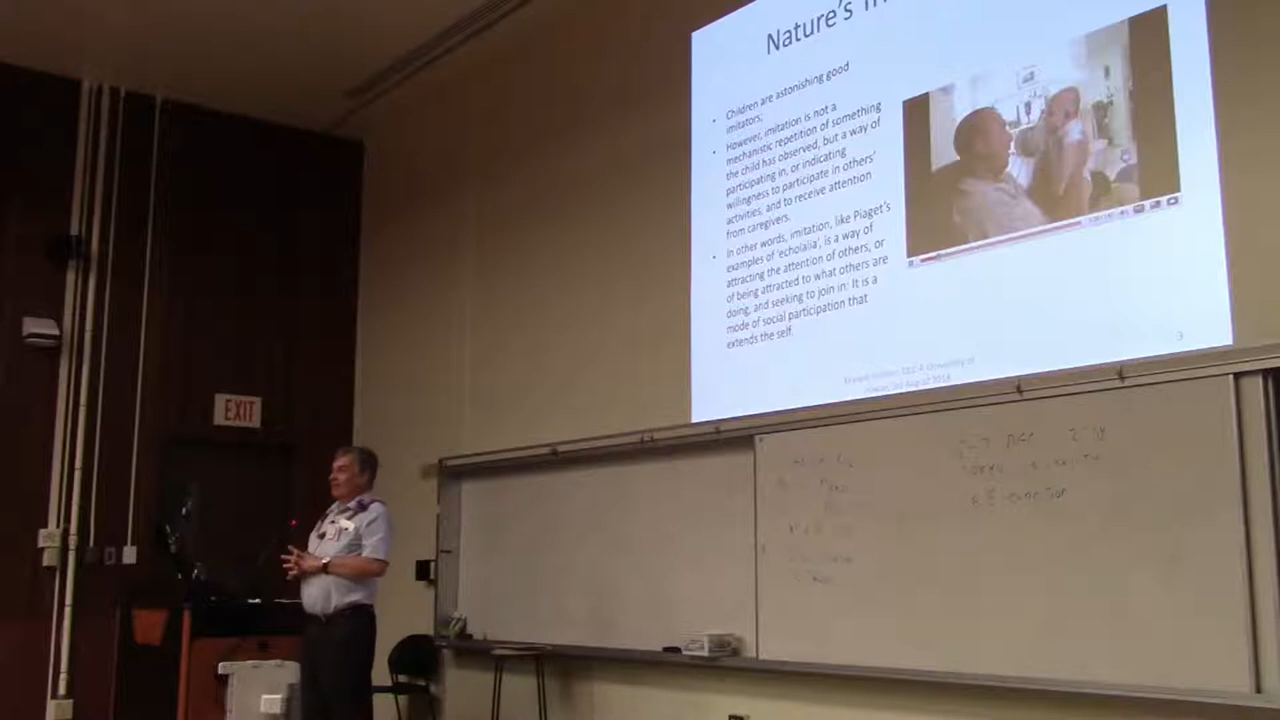 Nature's
Children are astonishing good
imitators;
However, imitation is not a
mechanistic repetition of something
the child has observed, but a way of
participating in, or indicating
willingness to participate in others'
activities, and to receive attention
from caregivers.
In other words, imitation, like Piaget's
examples of 'echolalia', is a way of
attracting the attention of others, or
of being attracted to what others are
doing, and seeking to join in: It is a
mode of social participation that
extends the self.
3
University of
August
EXIT